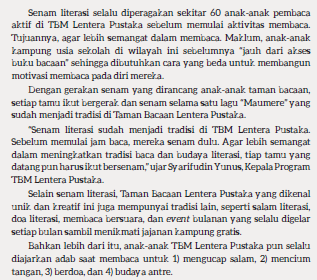 Senam literasi selalu diperagakan sekitar 60 anak-anak pembaca
aktif di TBM Lentera Pustaka sebelum memulai aktivitas membaca.
Tujuannya, agar lebih semangat dalam membaca. Maklum, anak-anak
kampung usia sekolah di wilayah ini sebelumnya "jauh dari akses
buku bacaan" sehingga dibutuhkan cara yang beda untuk membangun
motivasi membaca pada diri mereka.
Dengan gerakan senam yang dirancang anak-anak taman bacaan,
setiap tamu ikut bergerak dan senam selama satu lagu "Maumere" yang
sudah menjadi tradisi di Taman Bacaan Lentera Pustaka.
"Senam literasi sudah menjadi tradisi di TBM Lentera Pustaka.
Sebelum memulai jam baca, mereka senam dulu. Agar lebih semangat
dalam meningkatkan tradisi baca dan budaya literasi, tiap tamu yang
datang pun harus ikut bersenam," ujar Syarifudin Yunus, Kepala Program
TBM Lentera Pustaka.
Selain senam literasi, Taman Bacaan Lentera Pustaka yang dikenal
unik dan kreatif ini juga mempunyai tradisi lain, seperti salam literasi,
doa literasi, membaca bersuara, dan event bulanan yang selalu digelar
setiap bulan sambil menikmati jajanan kampung gratis.
Bahkan lebih dari itu, anak-anak TBM Lentera Pustaka pun selalu
diajarkan adab saat membaca untuk 1) mengucap salam, 2) mencium
tangan, 3) berdoa, dan 4) budaya antre.